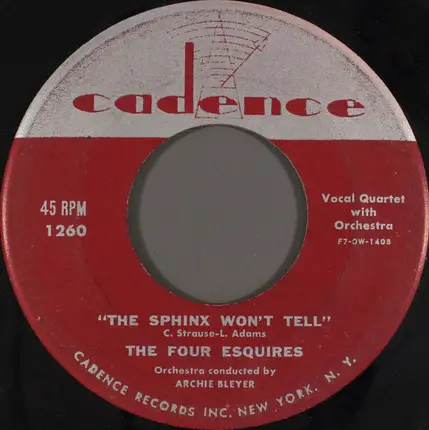 cadence
45 RPM
1260
Vocal Quartet
with
Orchestra
F7-OW-1408
"THE SPHINX WON'T TELL"
C. Strause-L. Adams
THE FOUR ESQUIRES
Orchestra conducted by
ARCHIE BLEYER
CADENCE RECORDS INC. NEW YORK, N. Y.